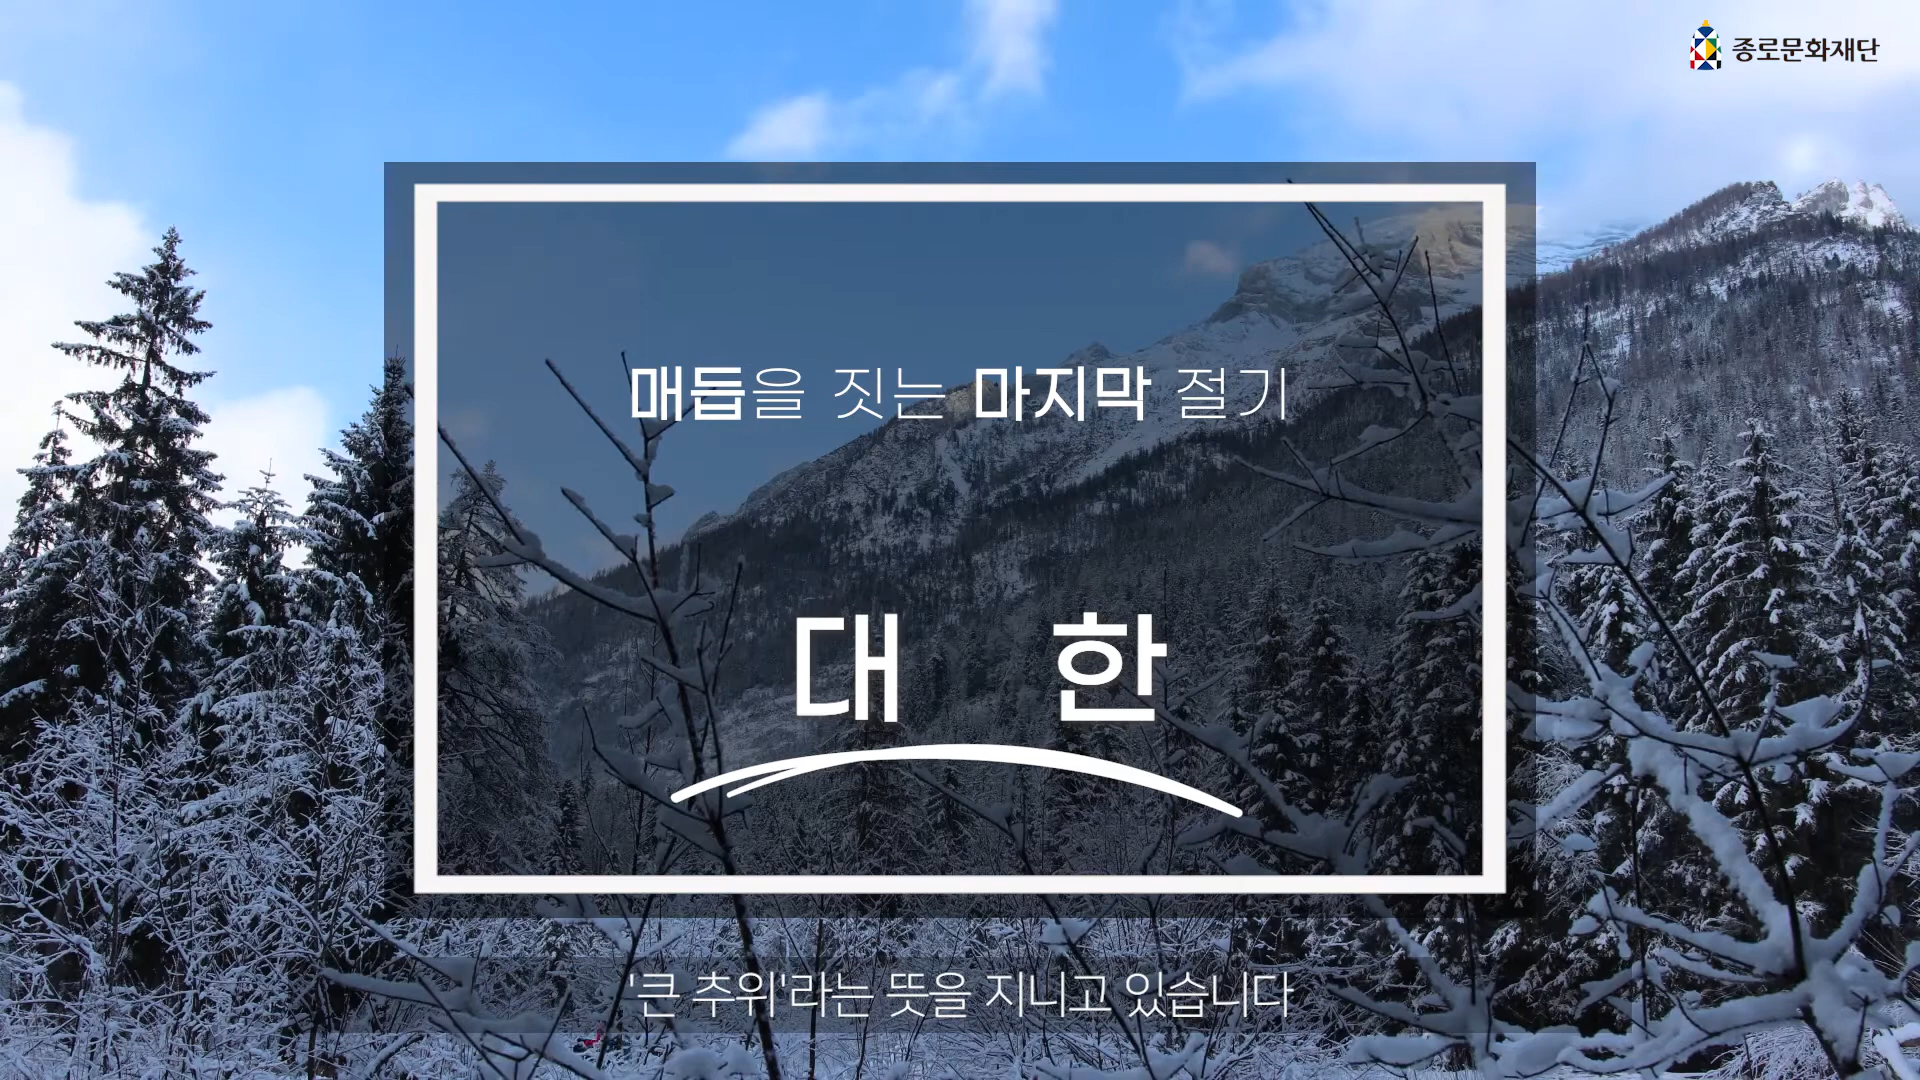 종로문화재단
매듭을 짓는 마지막 절기
대 한
'큰 추위'라는 뜻을 지니고 있습니다